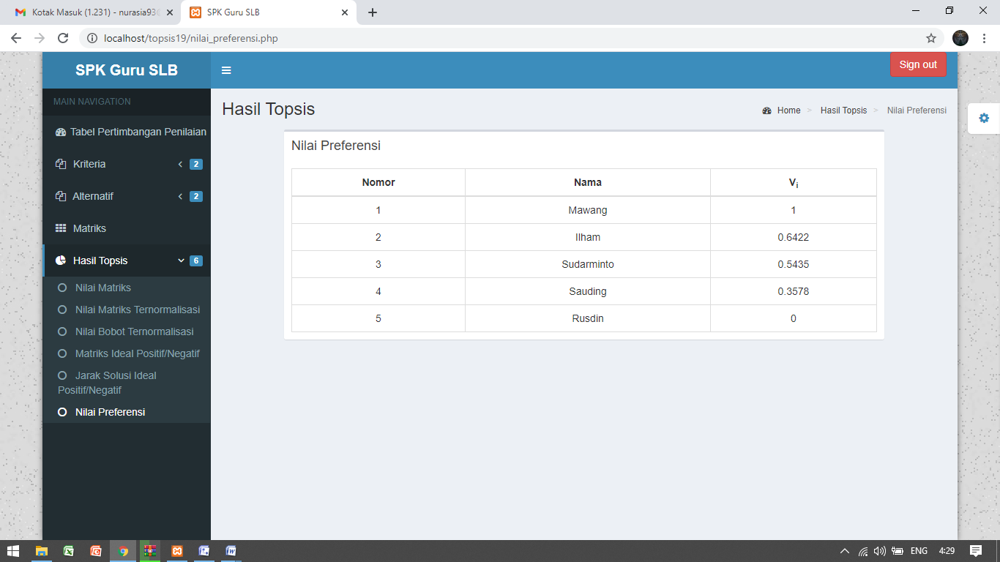 Kotak Masuk (1.231) - nurasia93
SPK Guru SLB
localhost/topsis19/nilai_preferensi.php
SPK Guru SLB
Sign out
MAIN NAVIGATION
Tabel Pertimbangan Penilaian
Kriteria 2
Alternatif 2
Matriks
Hasil Topsis 6
Nilai Matriks
Nilai Matriks Ternormalisasi
Nilai Bobot Ternormalisasi
Matriks Ideal Positif/Negatif
Jarak Solusi Ideal
Positif/Negatif
Nilai Preferensi
Hasil Topsis
Home > Hasil Topsis > Nilai Preferensi
Nilai Preferensi
Nomor Nama Vi
1 Mawang 1
2 Ilham 0.6422
3 Sudarminto 0.5435
4 Sauding 0.3578
5 Rusdin 0
ENG 4:29